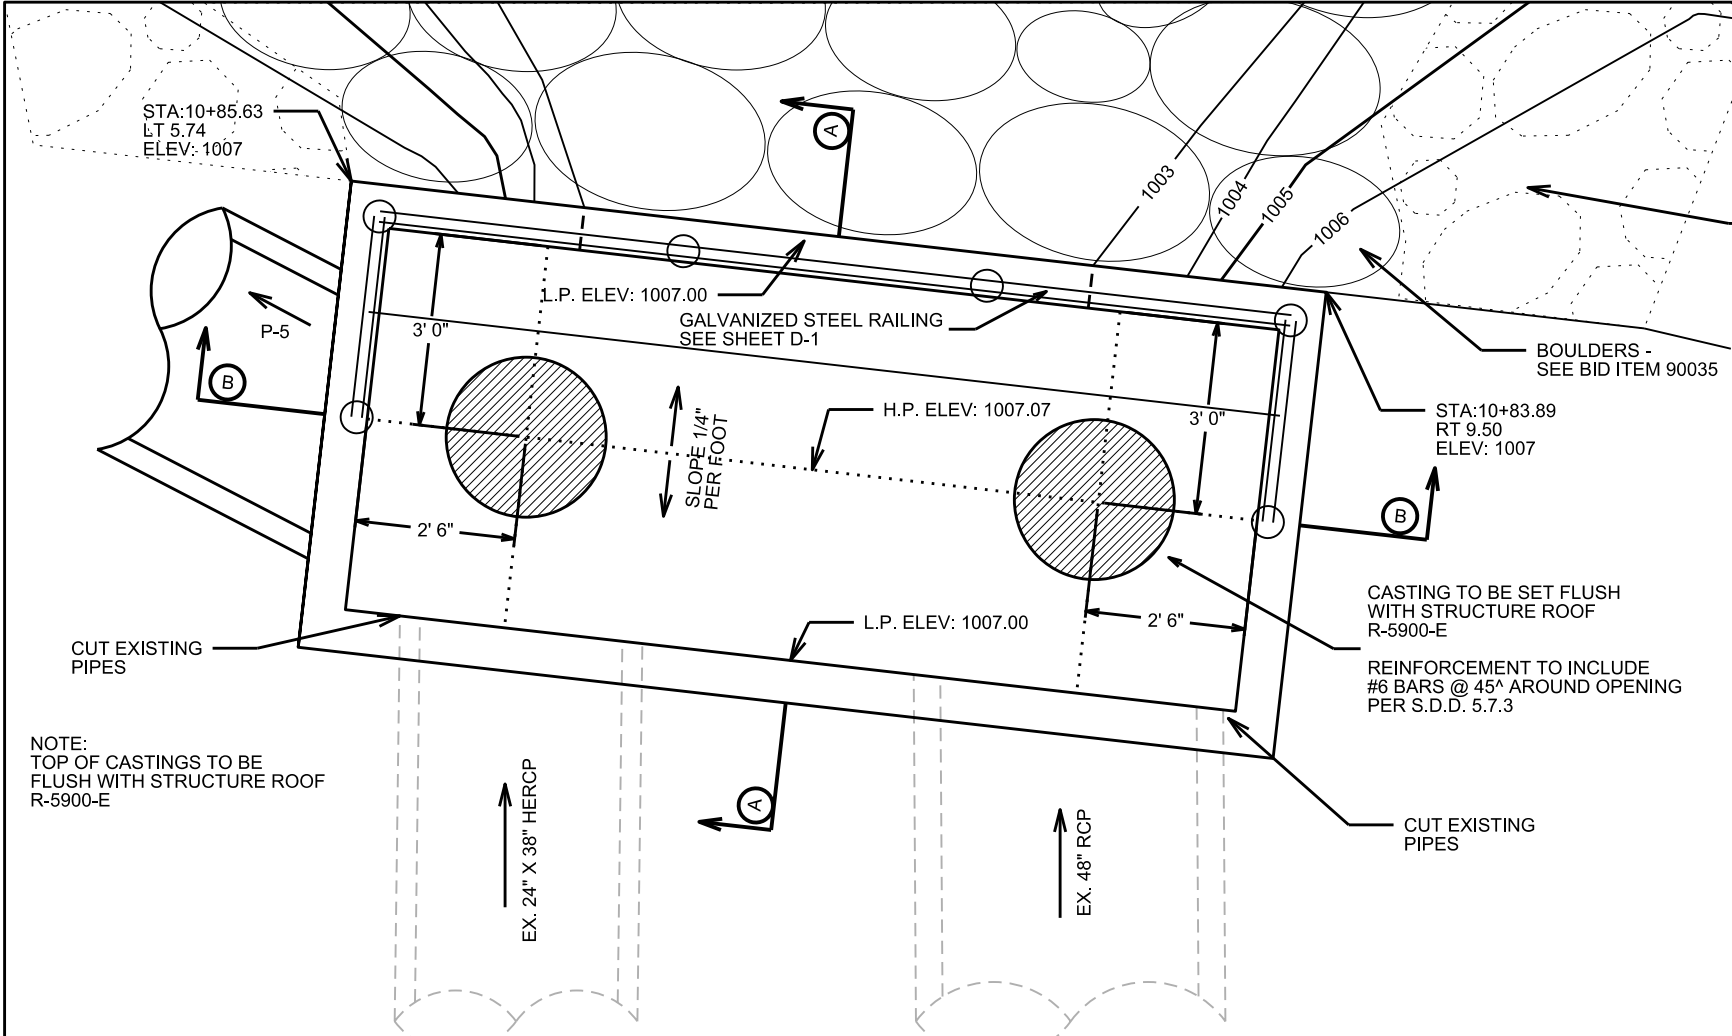 STA:10+85.63
LT 5.74
ELEV: 1007
A
1003
1004
1005
1006
L.P. ELEV: 1007.00
GALVANIZED STEEL RAILING
SEE SHEET D-1
P-5
3' 0"
B
BOULDERS -
SEE BID ITEM 90035
H.P. ELEV: 1007.07
3' 0"
STA:10+83.89
RT 9.50
ELEV: 1007
SLOPE 1/4"
PER FOOT
2' 6"
B
CASTING TO BE SET FLUSH
WITH STRUCTURE ROOF
R-5900-E
L.P. ELEV: 1007.00
2' 6"
CUT EXISTING
PIPES
REINFORCEMENT TO INCLUDE
#6 BARS @ 45^ AROUND OPENING
PER S.D.D. 5.7.3
NOTE:
TOP OF CASTINGS TO BE
FLUSH WITH STRUCTURE ROOF
R-5900-E
EX. 24" X 38" HERCP
A
EX. 48" RCP
CUT EXISTING
PIPES